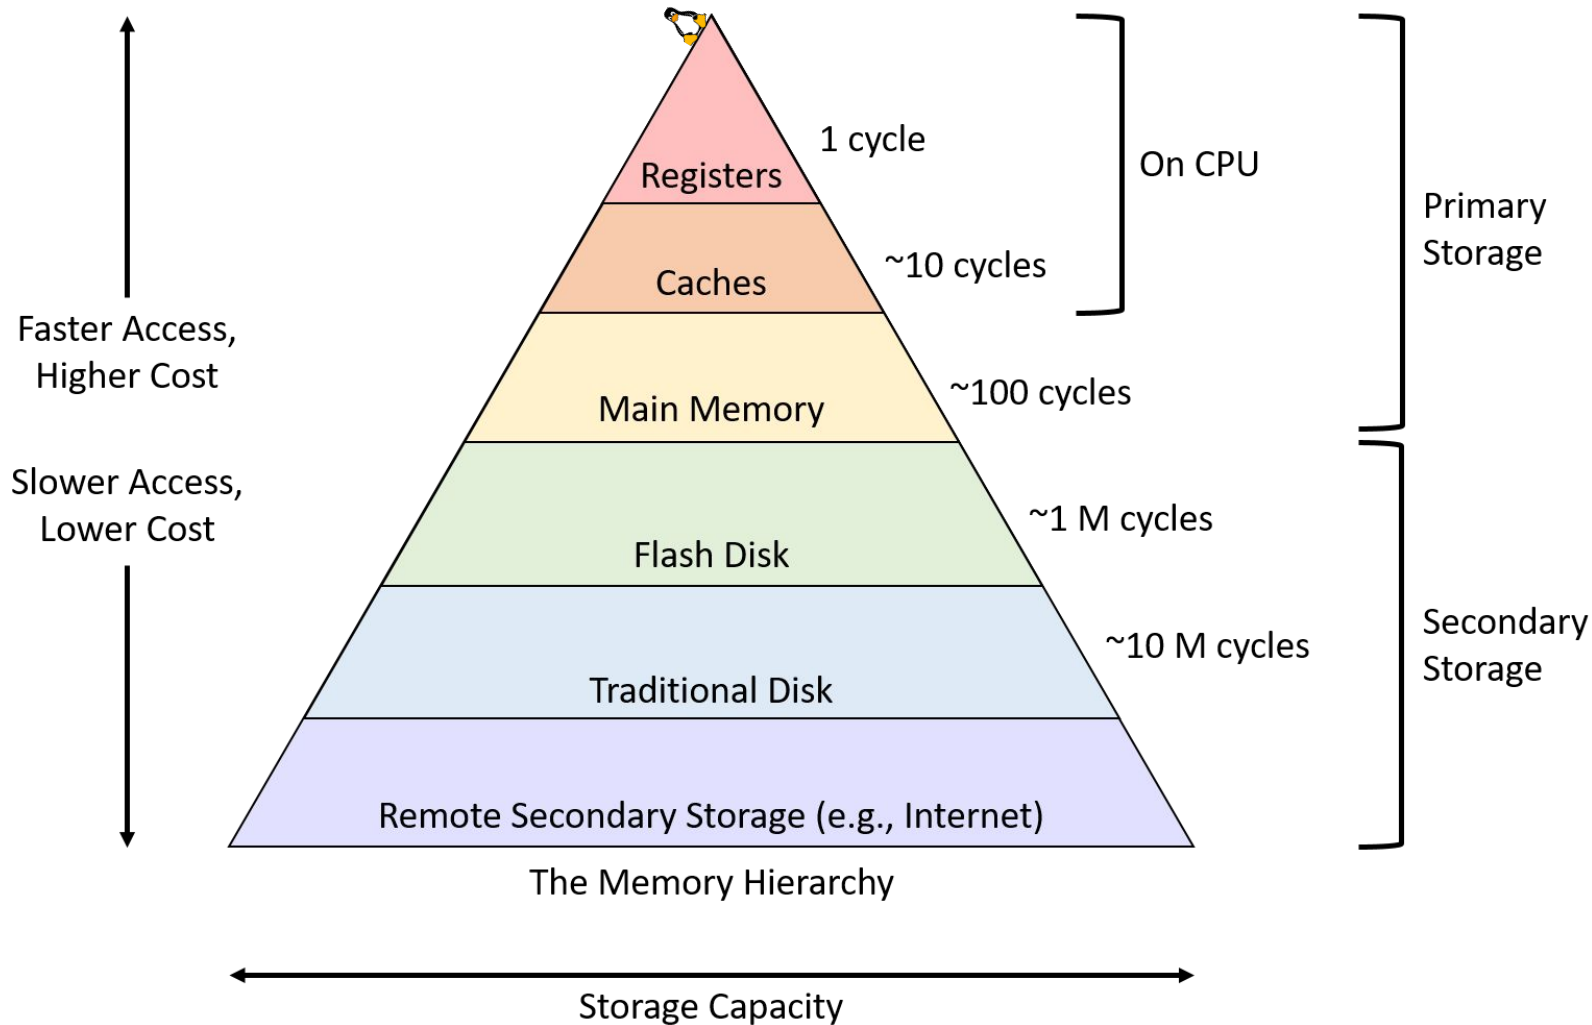 1 cycle
Registers
On CPU
Primary
Storage
~10 cycles
Caches
Faster Access,
Higher Cost
~100 cycles
Main Memory
Slower Access,
Lower Cost
~1 M cycles
Flash Disk
Secondary
Storage
~10 M cycles
Traditional Disk
Remote Secondary Storage (e.g., Internet)
The Memory Hierarchy
Storage Capacity